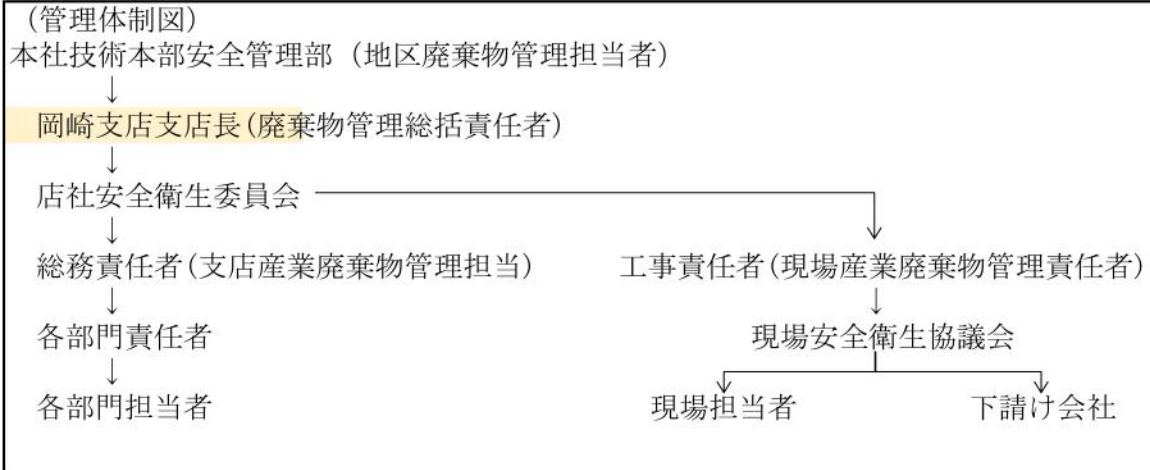 (管理体制図)
本社技術本部安全管理部 (地区廃棄物管理担当者)
↓
岡崎支店支店長(廃棄物管理総括責任者)
↓
店社安全衛生委員会
↓
総務責任者(支店産業廃棄物管理担当) 工事責任者(現場産業廃棄物管理責任者)
↓ ↓
各部門責任者 現場安全衛生協議会
↓
各部門担当者 現場担当者 下請け会社